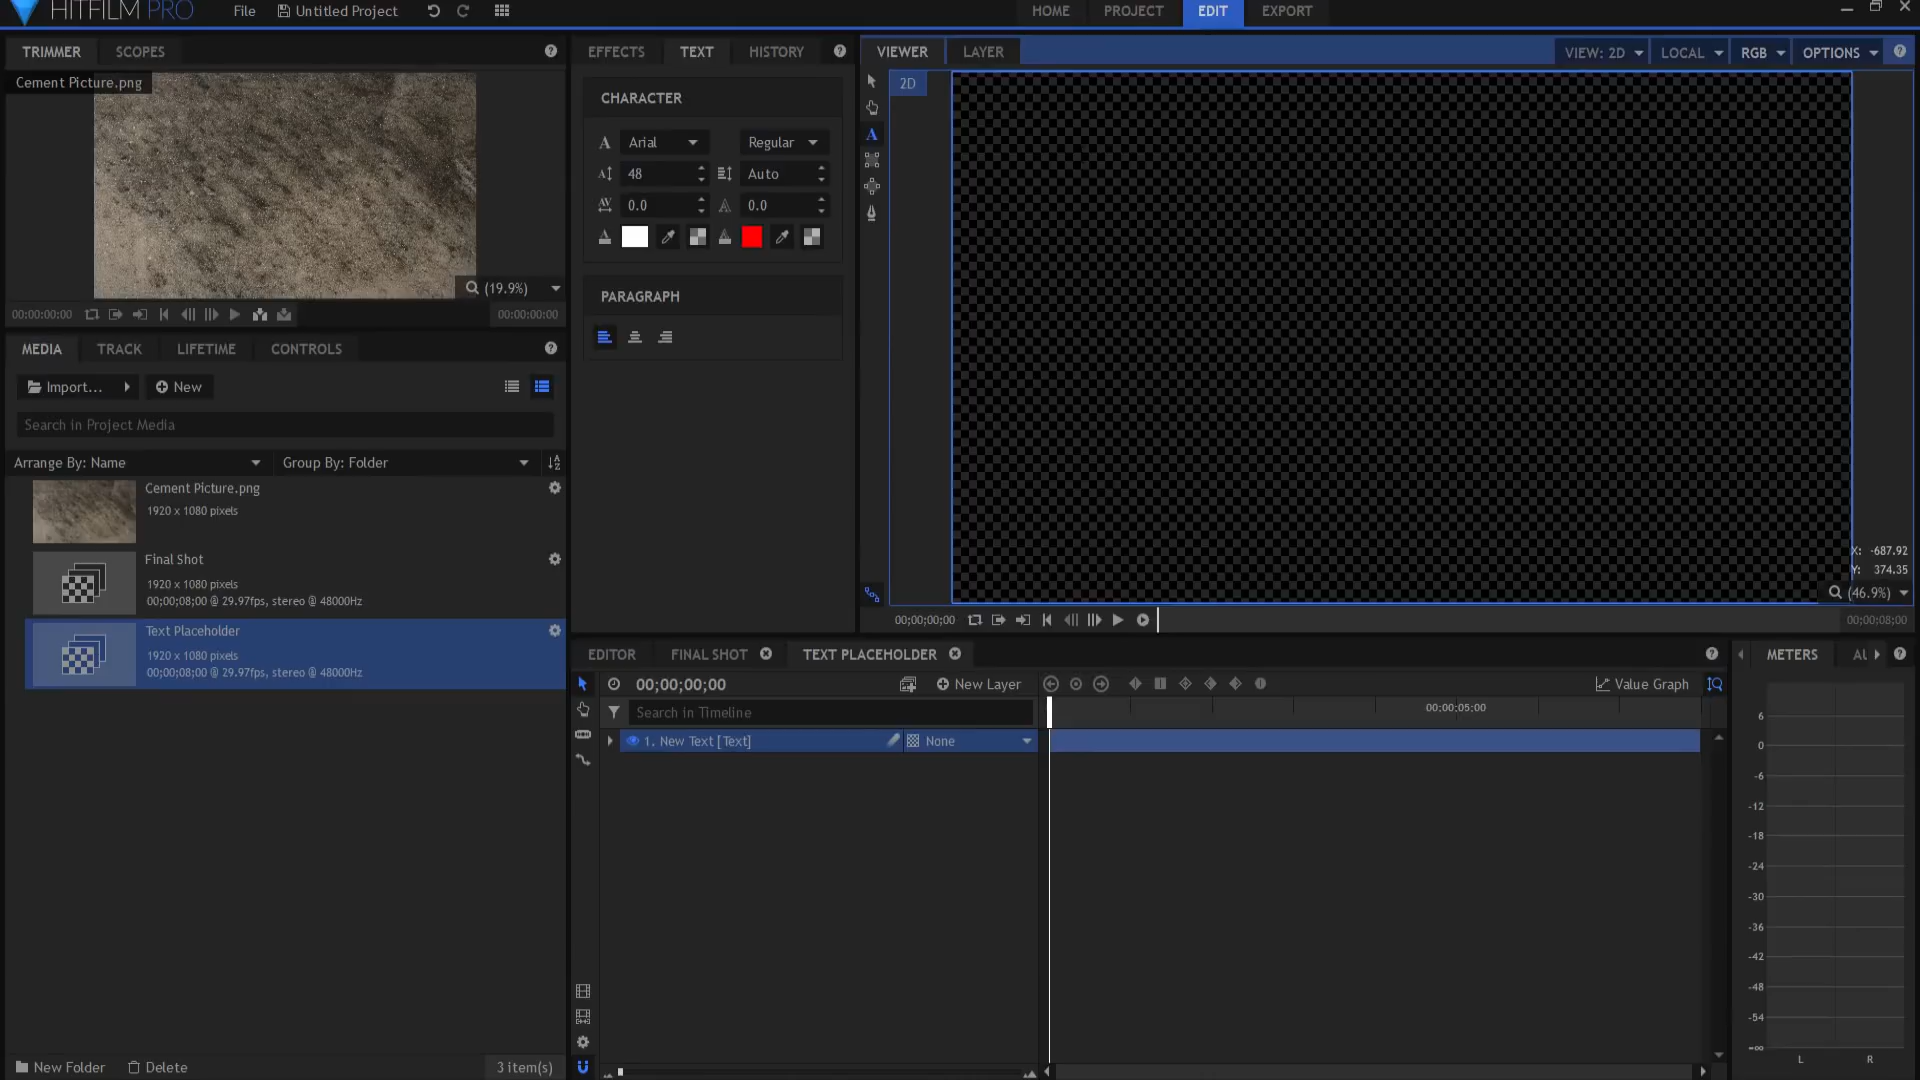 HITFILM PRO
File
Untitled Project
HOME
PROJECT
EDIT
EXPORT
TRIMMER
SCOPES
Cement Picture.png
(19.9%)
00;00;00;00
00;00;00;00
EFFECTS
TEXT
HISTORY
CHARACTER
Arial
Regular
48
Auto
0.0
0.0
PARAGRAPH
VIEWER
LAYER
VIEW: 2D
LOCAL
RGB
OPTIONS
2D
X: -687.92
Y: 374.35
(46.9%)
00;00;00;00
00;00;08;00
MEDIA
TRACK
LIFETIME
CONTROLS
Import...
New
Search in Project Media
Arrange By: Name
Group By: Folder
Cement Picture.png
1920 x 1080 pixels
Final Shot
1920 x 1080 pixels
00;00;08;00 @ 29.97fps, stereo @ 48000Hz
Text Placeholder
1920 x 1080 pixels
00;00;08;00 @ 29.97fps, stereo @ 48000Hz
New Folder
Delete
3 item(s)
EDITOR
FINAL SHOT
TEXT PLACEHOLDER
00;00;00;00
New Layer
Value Graph
Search in Timeline
00;00;05;00
1. New Text [Text]
None
METERS
6
0
-6
-12
-18
-24
-30
-36
-42
-48
-54
-∞
L
R